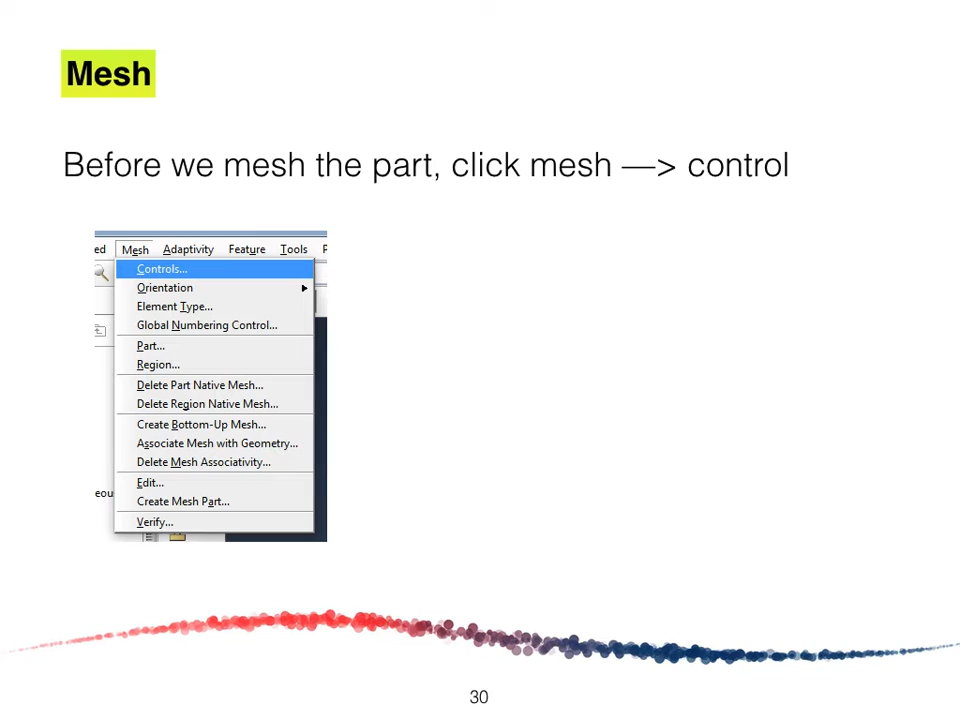 Mesh
Before we mesh the part, click mesh —> control
ed Mesh Adaptivity Feature Tools P
Controls...
Orientation
Element Type...
Global Numbering Control...
Part...
Region...
Delete Part Native Mesh...
Delete Region Native Mesh...
Create Bottom-Up Mesh...
Associate Mesh with Geometry...
Delete Mesh Associativity...
Edit...
eous
Create Mesh Part...
Verify...
30